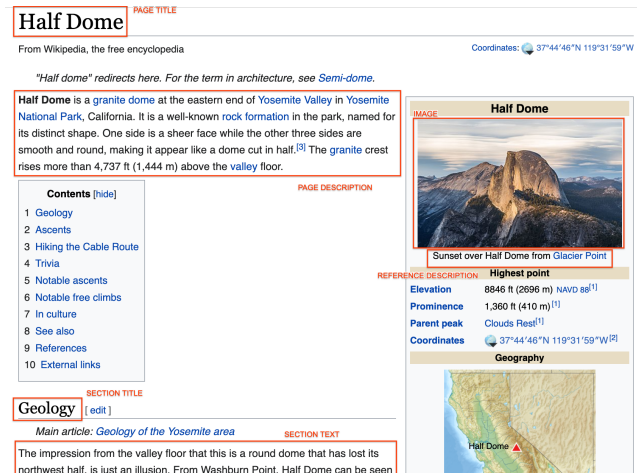 PAGE TITLE
Half Dome
From Wikipedia, the free encyclopedia
Coordinates: 37°44′46″N 119°31′59″W
"Half dome" redirects here. For the term in architecture, see Semi-dome.
Half Dome is a granite dome at the eastern end of Yosemite Valley in Yosemite
National Park, California. It is a well-known rock formation in the park, named for
its distinct shape. One side is a sheer face while the other three sides are
smooth and round, making it appear like a dome cut in half.[3] The granite crest
rises more than 4,737 ft (1,444 m) above the valley floor.
PAGE DESCRIPTION
Contents [hide]
1 Geology
2 Ascents
3 Hiking the Cable Route
4 Trivia
5 Notable ascents
6 Notable free climbs
7 In culture
8 See also
9 References
10 External links
SECTION TITLE
Geology [ edit ]
Main article: Geology of the Yosemite area
SECTION TEXT
The impression from the valley floor that this is a round dome that has lost its
northwest half, is just an illusion. From Washburn Point, Half Dome can be seen
Half Dome
IMAGE
Sunset over Half Dome from Glacier Point
REFERENCE DESCRIPTION
Highest point
Elevation 8846 ft (2696 m) NAVD 88[1]
Prominence 1,360 ft (410 m)[1]
Parent peak Clouds Rest[1]
Coordinates 37°44′46″N 119°31′59″W[2]
Geography
Half Dome